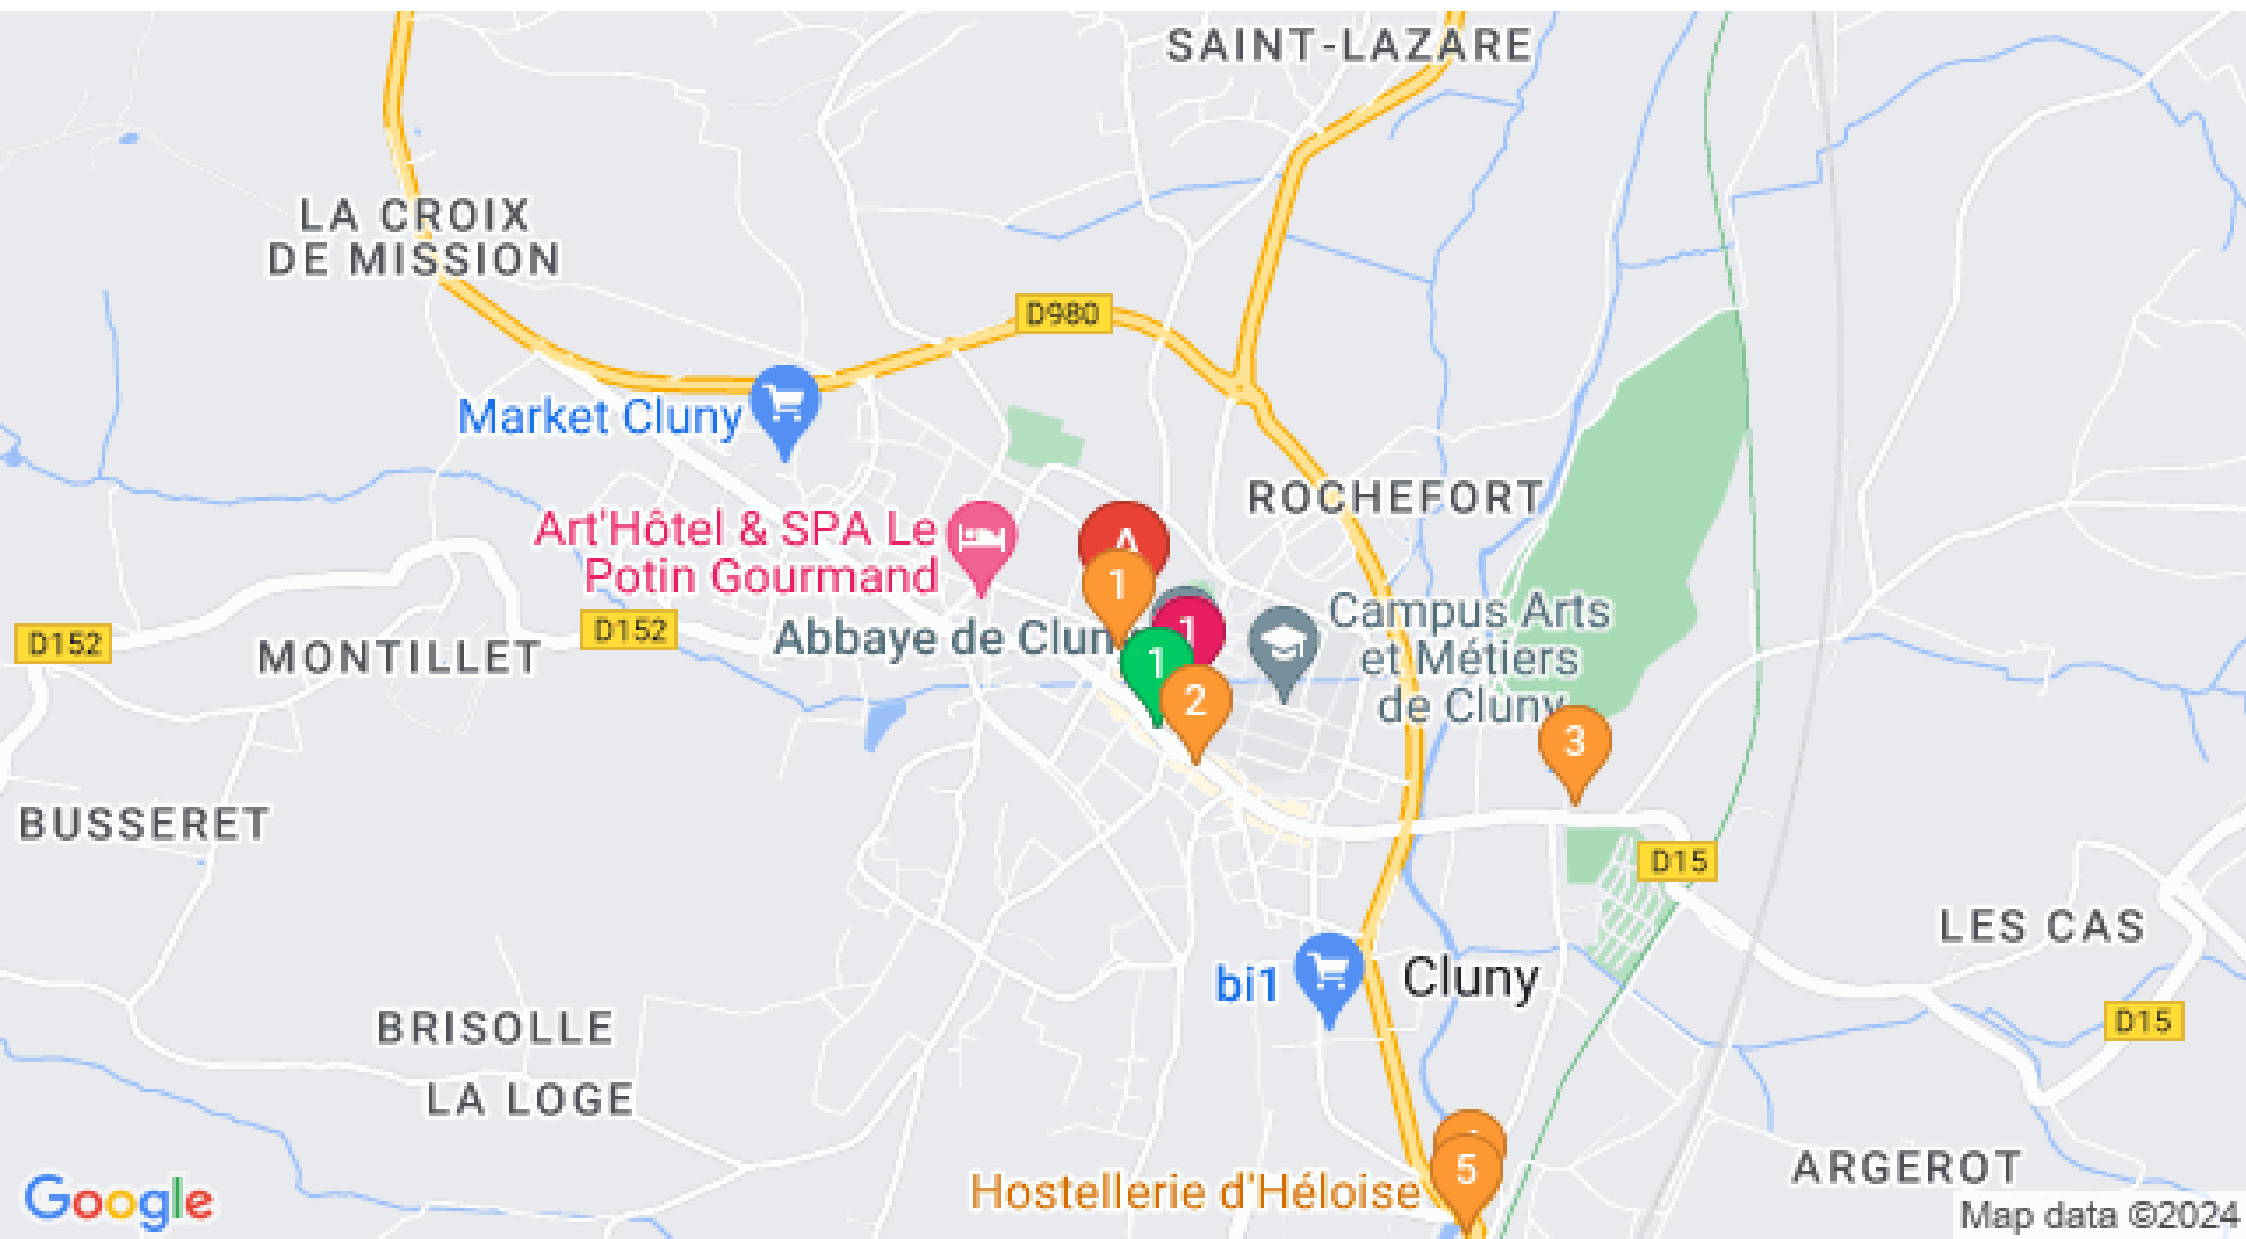 SAINT-LAZARE
LA CROIX
DE MISSION
D980
Market Cluny
ROCHEFORT
Art'Hôtel & SPA Le
Potin Gourmand
A
1
1
1
2
3
Abbaye de Clun
Campus Arts
et Métiers
de Cluny
D152
D152
MONTILLET
BUSSERET
D15
LES CAS
bi1
Cluny
D15
BRISOLLE
LA LOGE
ARGEROT
5
Hostellerie d'Héloise
Google
Map data ©2024